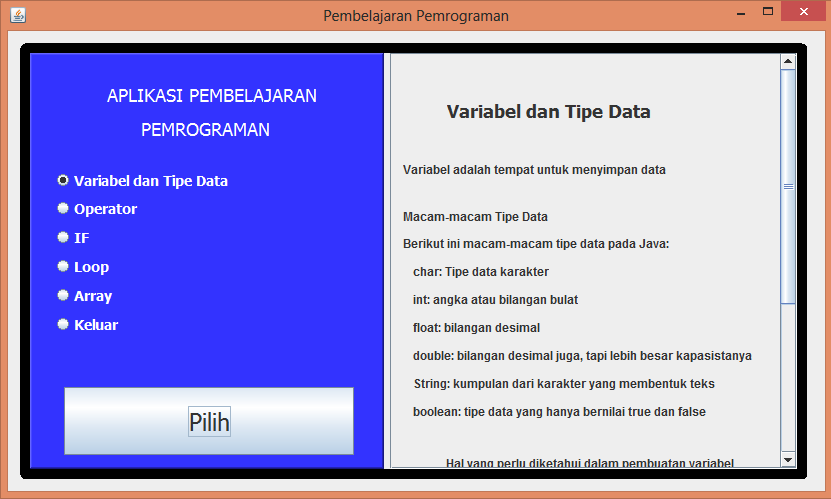 Pembelajaran Pemrograman
APLIKASI PEMBELAJARAN
PEMROGRAMAN
Variabel dan Tipe Data
Operator
IF
Loop
Array
Keluar
Pilih
Variabel dan Tipe Data
Variabel adalah tempat untuk menyimpan data
Macam-macam Tipe Data
Berikut ini macam-macam tipe data pada Java:
char: Tipe data karakter
int: angka atau bilangan bulat
float: bilangan desimal
double: bilangan desimal juga, tapi lebih besar kapasistanya
String: kumpulan dari karakter yang membentuk teks
boolean: tipe data yang hanya bernilai true dan false
Hal yang perlu diketahui dalam pembuatan variabel